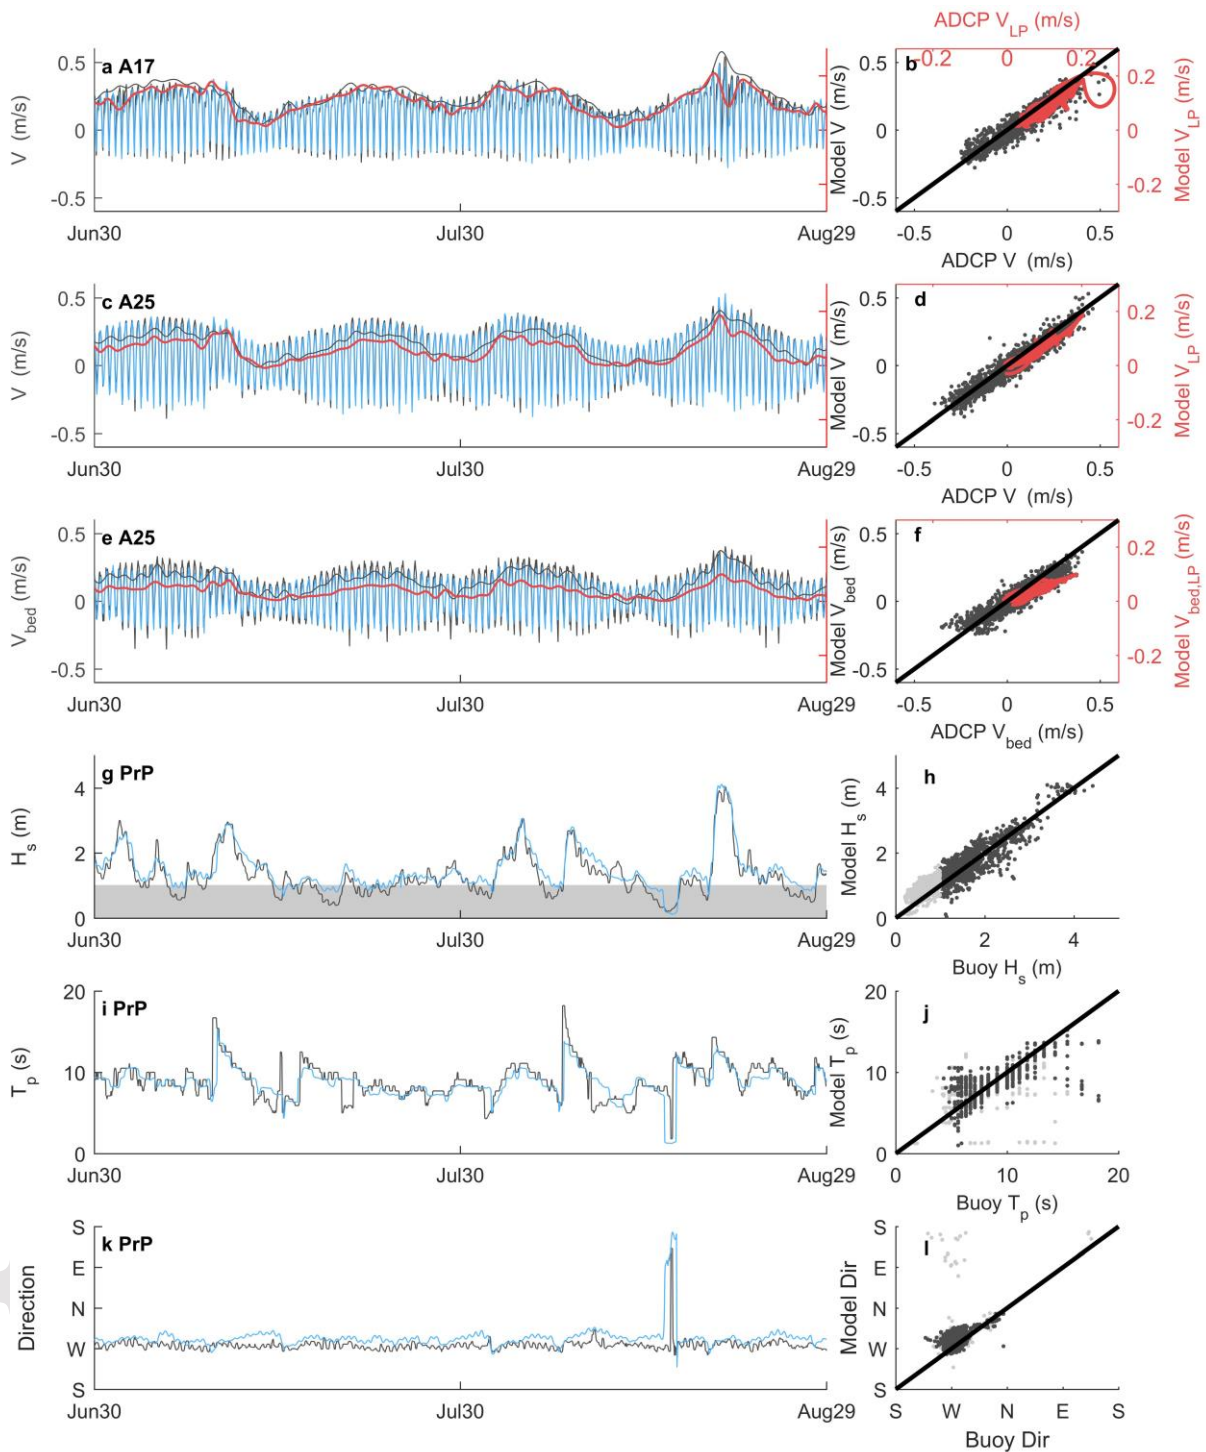 ADCP V_LP (m/s)
a A17
0.5
0
-0.5
V (m/s)
Jun30
Jul30
Aug29
b
-0.2
0
0.2
0.5
0
-0.5
Model V (m/s)
0.2
0
-0.2
Model V_LP (m/s)
-0.5
0
0.5
ADCP V (m/s)
c A25
0.5
0
-0.5
V (m/s)
Jun30
Jul30
Aug29
d
0.5
0
-0.5
Model V (m/s)
0.2
0
-0.2
Model V_LP (m/s)
-0.5
0
0.5
ADCP V (m/s)
e A25
0.5
0
-0.5
V_bed (m/s)
Jun30
Jul30
Aug29
f
0.5
0
-0.5
Model V_bed (m/s)
0.2
0
-0.2
Model V_bed,LP (m/s)
-0.5
0
0.5
ADCP V_bed (m/s)
g PrP
4
2
0
H_s (m)
Jun30
Jul30
Aug29
h
4
2
0
Model H_s (m)
0
2
4
Buoy H_s (m)
i PrP
20
10
0
T_p (s)
Jun30
Jul30
Aug29
j
20
10
0
Model T_p (s)
0
10
20
Buoy T_p (s)
k PrP
S
E
N
W
S
Direction
Jun30
Jul30
Aug29
l
S
E
N
W
S
Model Dir
S
W
N
E
S
Buoy Dir